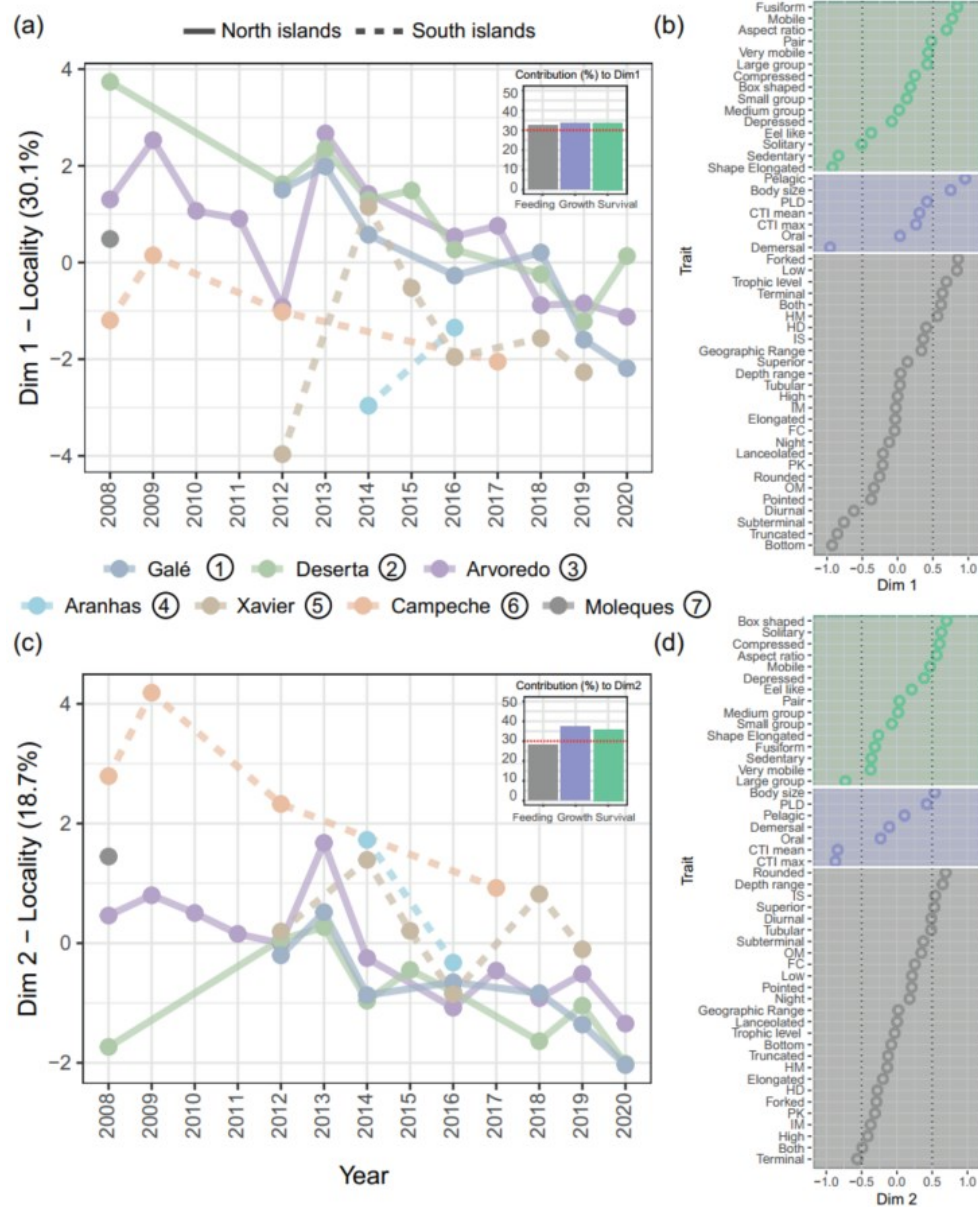 (a)
North islands South islands
Dim 1 – Locality (30.1%)
4
2
0
−2
−4
Contribution (%) to Dim1
50
40
30
20
10
0
Feeding Growth Survival
2008 2009 2010 2011 2012 2013 2014 2015 2016 2017 2018 2019 2020
(b)
Trait
Fusiform
Mobile
Aspect ratio
Pair
Very mobile
Large group
Compressed
Box shaped
Small group
Medium group
Depressed
Eel like
Solitary
Sedentary
Shape Elongated
Pelagic
Body size
PLD
CTI mean
CTI max
Oral
Demersal
Forked
Low
Trophic level
Terminal
Both
HM
HD
IS
Geographic Range
Superior
Depth range
Tubular
High
IM
Elongated
FC
Night
Lanceolated
PK
Rounded
OM
Pointed
Diurnal
Subterminal
Truncated
Bottom
−1.0 −0.5 0.0 0.5 1.0
Dim 1
Galé 1 Deserta 2 Arvoredo 3
Aranhas 4 Xavier 5 Campeche 6 Moleques 7
(c)
Dim 2 – Locality (18.7%)
4
2
0
−2
Contribution (%) to Dim2
50
40
30
20
10
0
Feeding Growth Survival
2008 2009 2010 2011 2012 2013 2014 2015 2016 2017 2018 2019 2020
Year
(d)
Trait
Box shaped
Solitary
Compressed
Aspect ratio
Mobile
Depressed
Eel like
Pair
Medium group
Small group
Shape Elongated
Fusiform
Sedentary
Very mobile
Large group
Body size
PLD
Pelagic
Demersal
Oral
CTI mean
CTI max
Rounded
Depth range
IS
Superior
Diurnal
Tubular
Subterminal
OM
FC
Low
Pointed
Night
Geographic Range
Lanceolated
Trophic level
Bottom
Truncated
HM
Elongated
HD
Forked
PK
IM
High
Both
Terminal
−1.0 −0.5 0.0 0.5 1.0
Dim 2